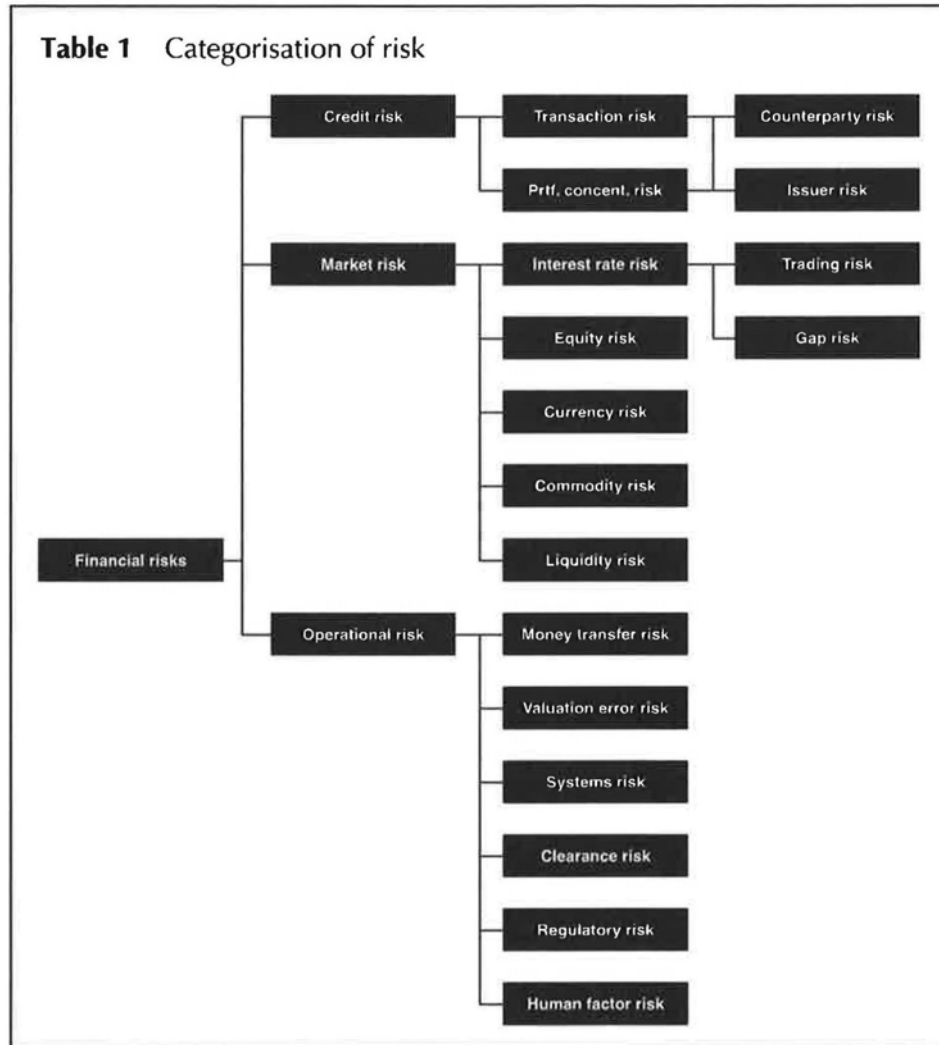 Table 1 Categorisation of risk
Credit risk
Transaction risk
Counterparty risk
Prtf. concent. risk
Issuer risk
Market risk
Interest rate risk
Trading risk
Equity risk
Gap risk
Currency risk
Commodity risk
Financial risks
Liquidity risk
Operational risk
Money transfer risk
Valuation error risk
Systems risk
Clearance risk
Regulatory risk
Human factor risk